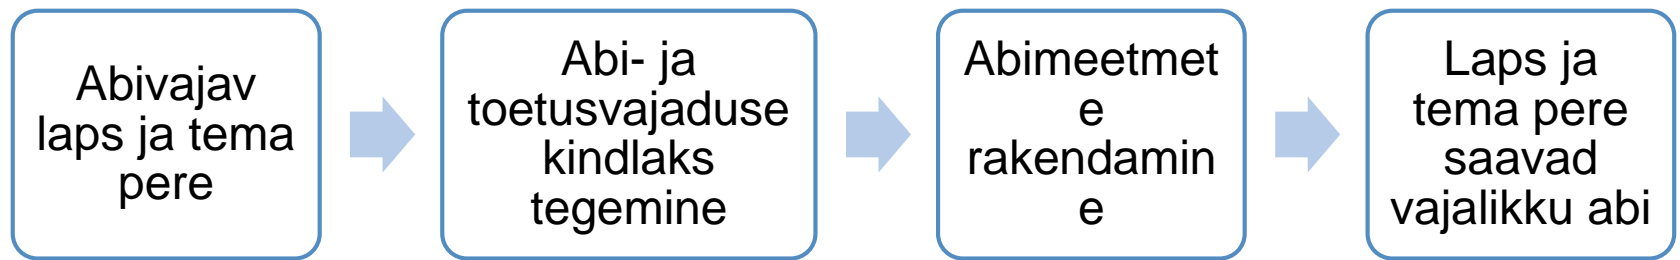 Abivajav
laps ja tema
pere
Abi- ja
toetusvajaduse
kindlaks
tegemine
Abimeetmet
e
rakendamin
e
Laps ja
tema pere
saavad
vajalikku abi